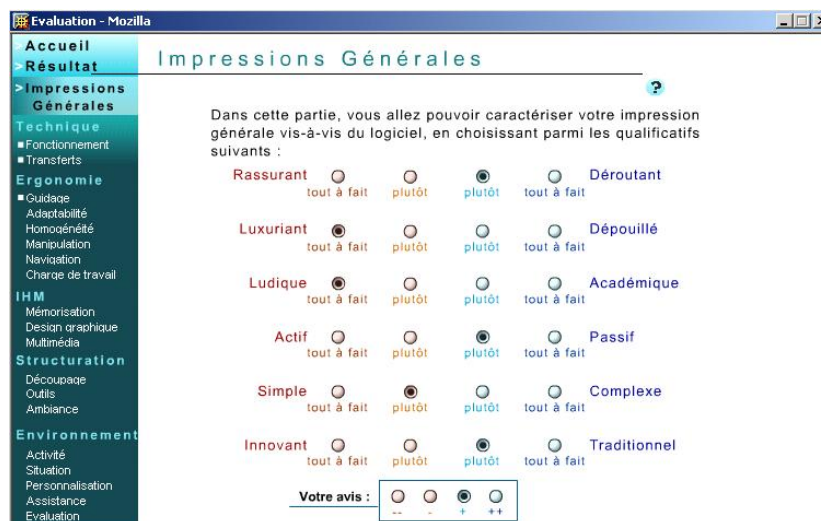 Evaluation - Mozilla
>Accueil
>Résultat
>Impressions
Générales
Technique
Fonctionnement
Transferts
Ergonomie
Guidage
Adaptabilité
Homogénéité
Manipulation
Navigation
Charge de travail
IHM
Mémorisation
Design graphique
Multimédia
Structuration
Découpage
Outils
Ambiance
Environnement
Activité
Situation
Personnalisation
Assistance
Evaluation
Impressions Générales
?
Dans cette partie, vous allez pouvoir caractériser votre impression
générale vis-à-vis du logiciel, en choisissant parmi les qualificatifs
suivants :
Rassurant Déroutant
tout à fait plutôt plutôt tout à fait
Luxuriant Dépouillé
tout à fait plutôt plutôt tout à fait
Ludique Académique
tout à fait plutôt plutôt tout à fait
Actif Passif
tout à fait plutôt plutôt tout à fait
Simple Complexe
tout à fait plutôt plutôt tout à fait
Innovant Traditionnel
tout à fait plutôt plutôt tout à fait
Votre avis :
-- - + ++